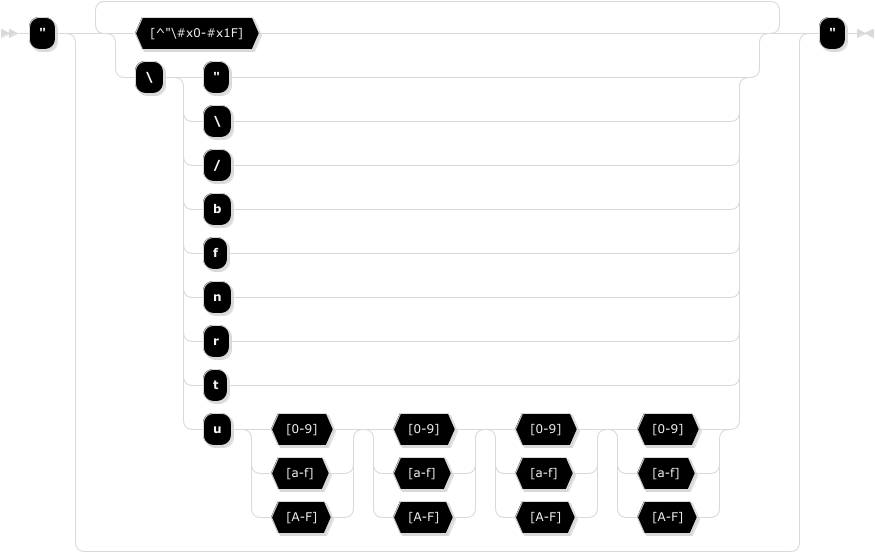 " [^"\#x0-#x1F] "
\ "
\
/
b
f
n
r
t
u [0-9] [0-9] [0-9] [0-9]
[a-f] [a-f] [a-f] [a-f]
[A-F] [A-F] [A-F] [A-F]